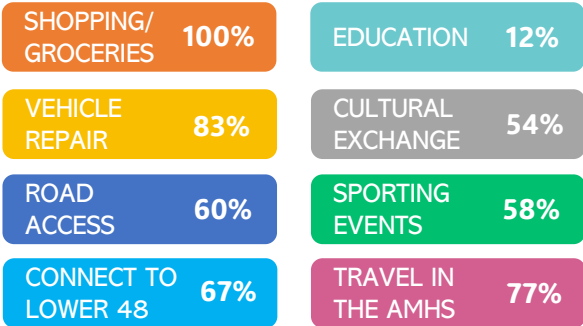 SHOPPING/
GROCERIES
100%
EDUCATION
12%
VEHICLE
REPAIR
83%
CULTURAL
EXCHANGE
54%
ROAD
ACCESS
60%
SPORTING
EVENTS
58%
CONNECT TO
LOWER 48
67%
TRAVEL IN
THE AMHS
77%